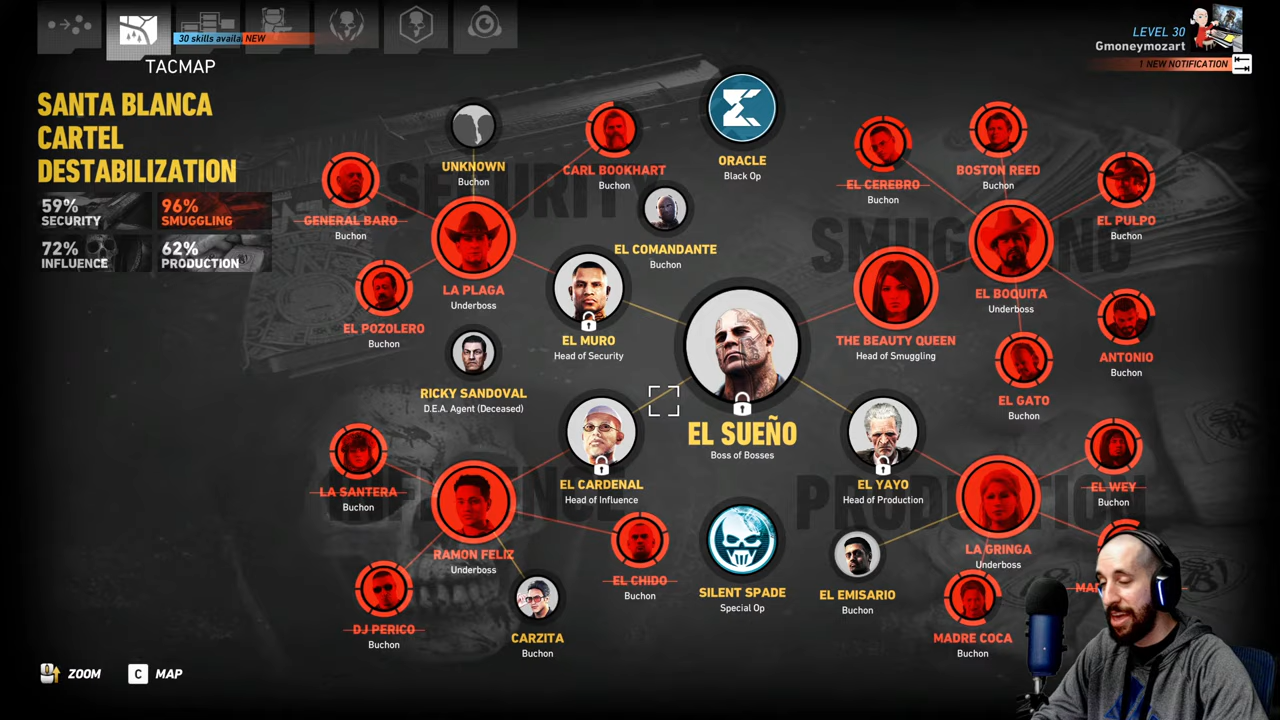 30 skills availa NEW
TACMAP
LEVEL 30
Gmoneymozart
1 NEW NOTIFICATION
SANTA BLANCA
CARTEL
DESTABILIZATION
59%
SECURITY
96%
SMUGGLING
72%
INFLUENCE
62%
PRODUCTION
SECURITY
SMUGGLING
INFLUENCE
PRODUCTION
UNKNOWN
Buchon
CARL BOOKHART
Buchon
ORACLE
Black Op
EL CEREBRO
Buchon
BOSTON REED
Buchon
GENERAL BARO
Buchon
EL PULPO
Buchon
EL COMANDANTE
Buchon
LA PLAGA
Underboss
EL BOQUITA
Underboss
EL POZOLERO
Buchon
EL MURO
Head of Security
THE BEAUTY QUEEN
Head of Smuggling
ANTONIO
Buchon
RICKY SANDOVAL
D.E.A. Agent (Deceased)
EL GATO
Buchon
EL SUEÑO
Boss of Bosses
EL CARDENAL
Head of Influence
EL YAYO
Head of Production
LA SANTERA
Buchon
EL WEY
Buchon
RAMON FELIZ
Underboss
LA GRINGA
Underboss
EL CHIDO
Buchon
SILENT SPADE
Special Op
EL EMISARIO
Buchon
DJ PERICO
Buchon
CARZITA
Buchon
MADRE COCA
Buchon
ZOOM
C MAP